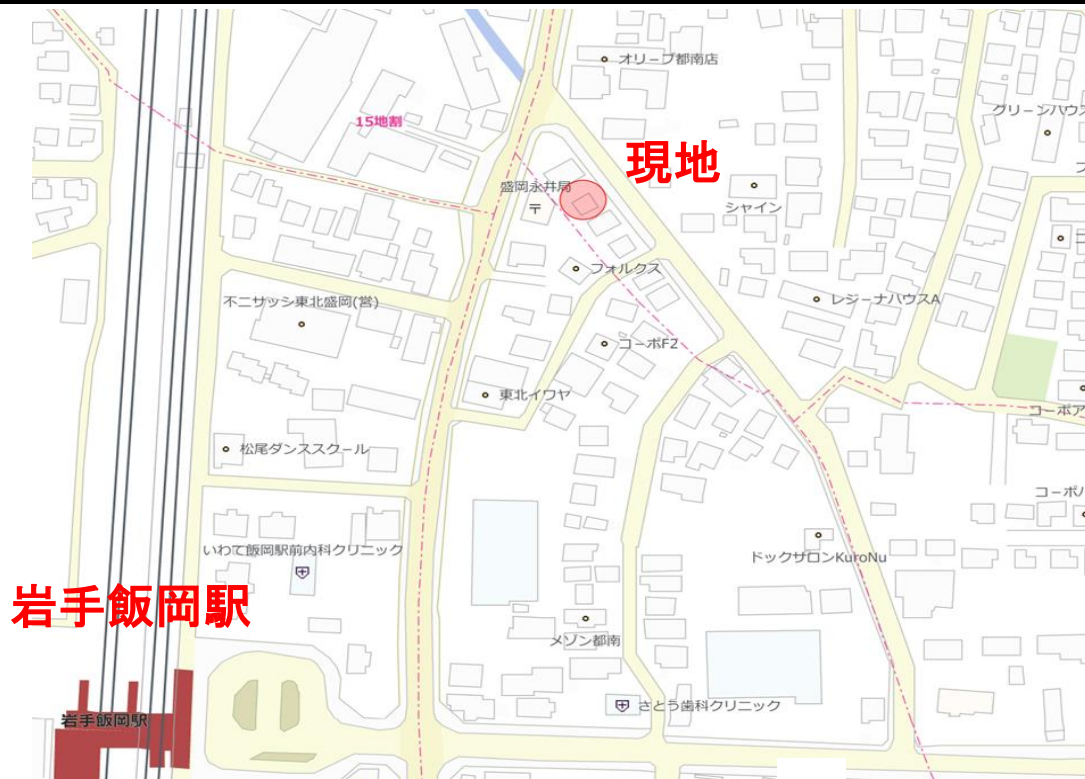 オリーブ都南店
グリーンハウス
15地割
現地
盛岡永井局
〒
シャイン
フォルクス
不二サッシ東北盛岡(営)
レジーナハウスA
コーポF2
東北イワヤ
コーポア
松尾ダンススクール
コーポハ
いわて飯岡駅前内科クリニック
ドックサロンKuroNu
岩手飯岡駅
メゾン都南
さとう歯科クリニック
岩手飯岡駅